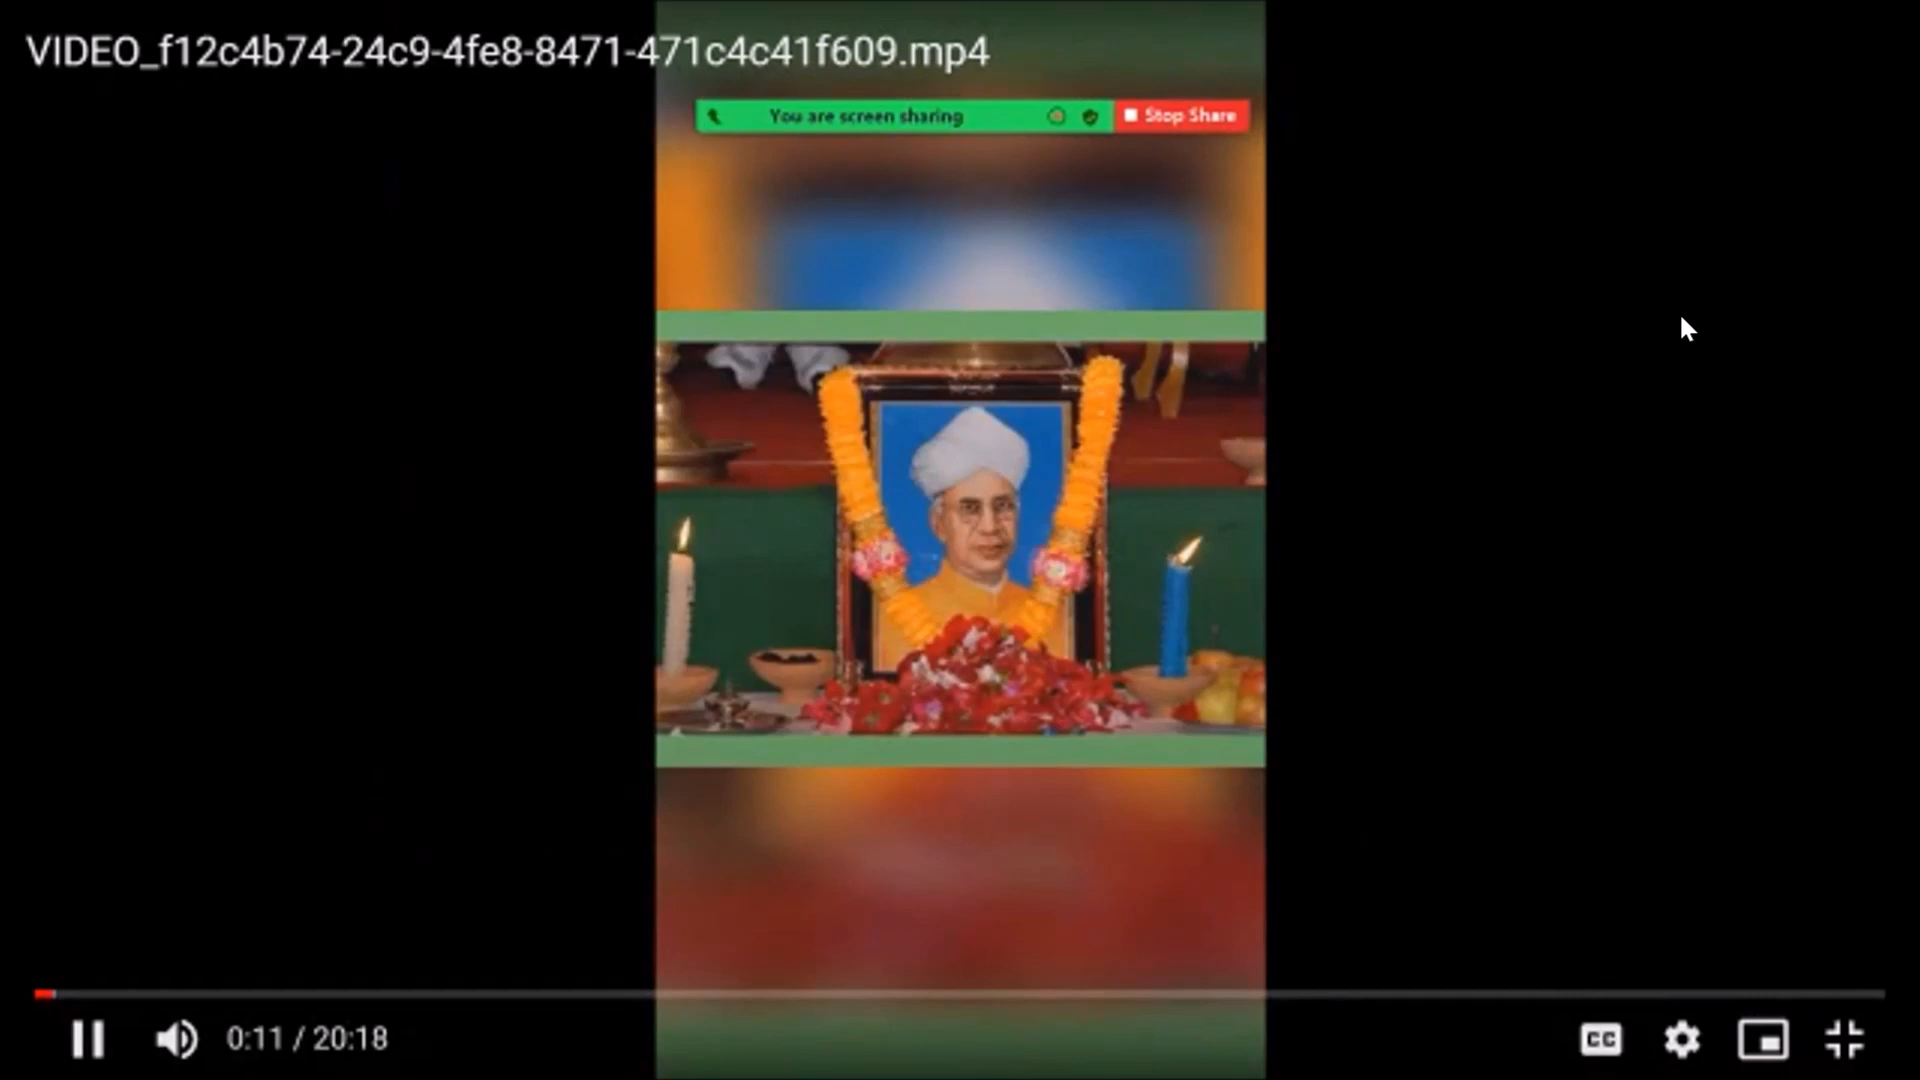 VIDEO_f12c4b74-24c9-4fe8-8471-471c4c41f609.mp4
You are screen sharing
Stop Share
0:11 / 20:18
CC